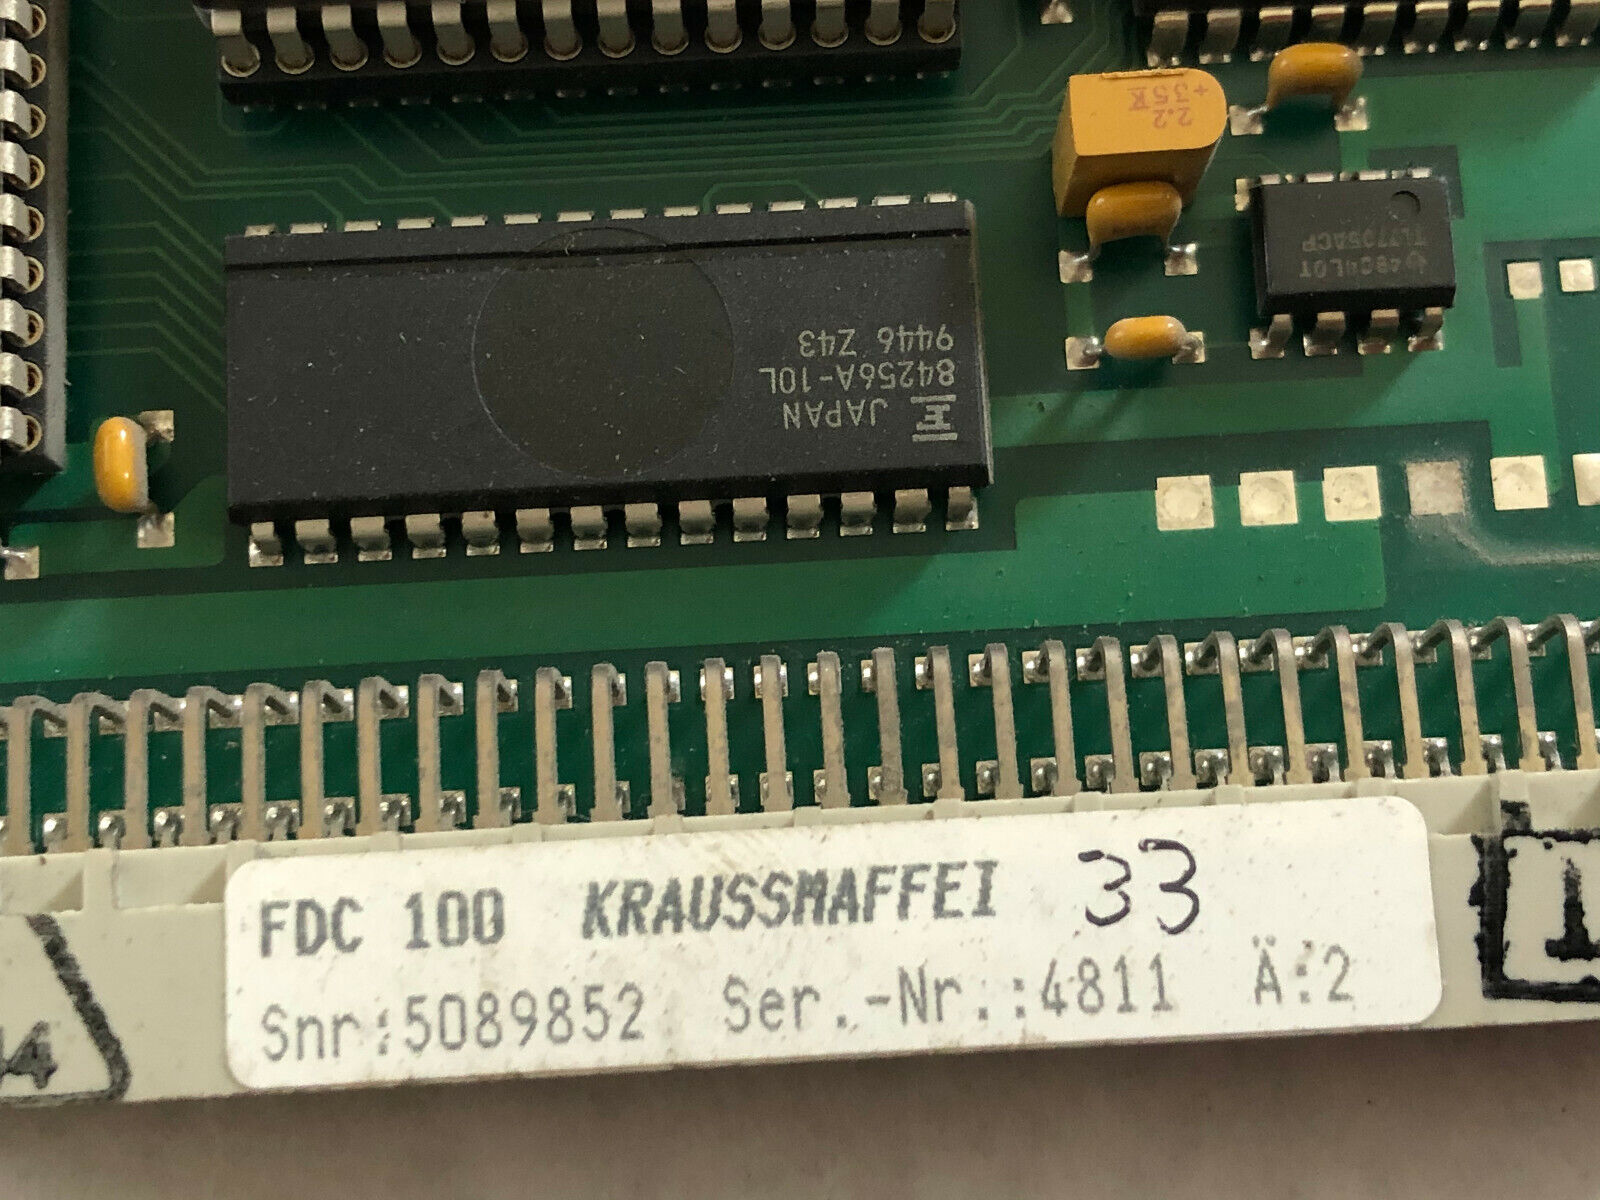 2.2
+35K
TL7705ACP
48C4L0T
9446 Z43
84256A-10L
JAPAN
F
FDC 100 KRAUSSMAFFEI 33
Snr:5089852 Ser.-Nr.:4811 Ä:2